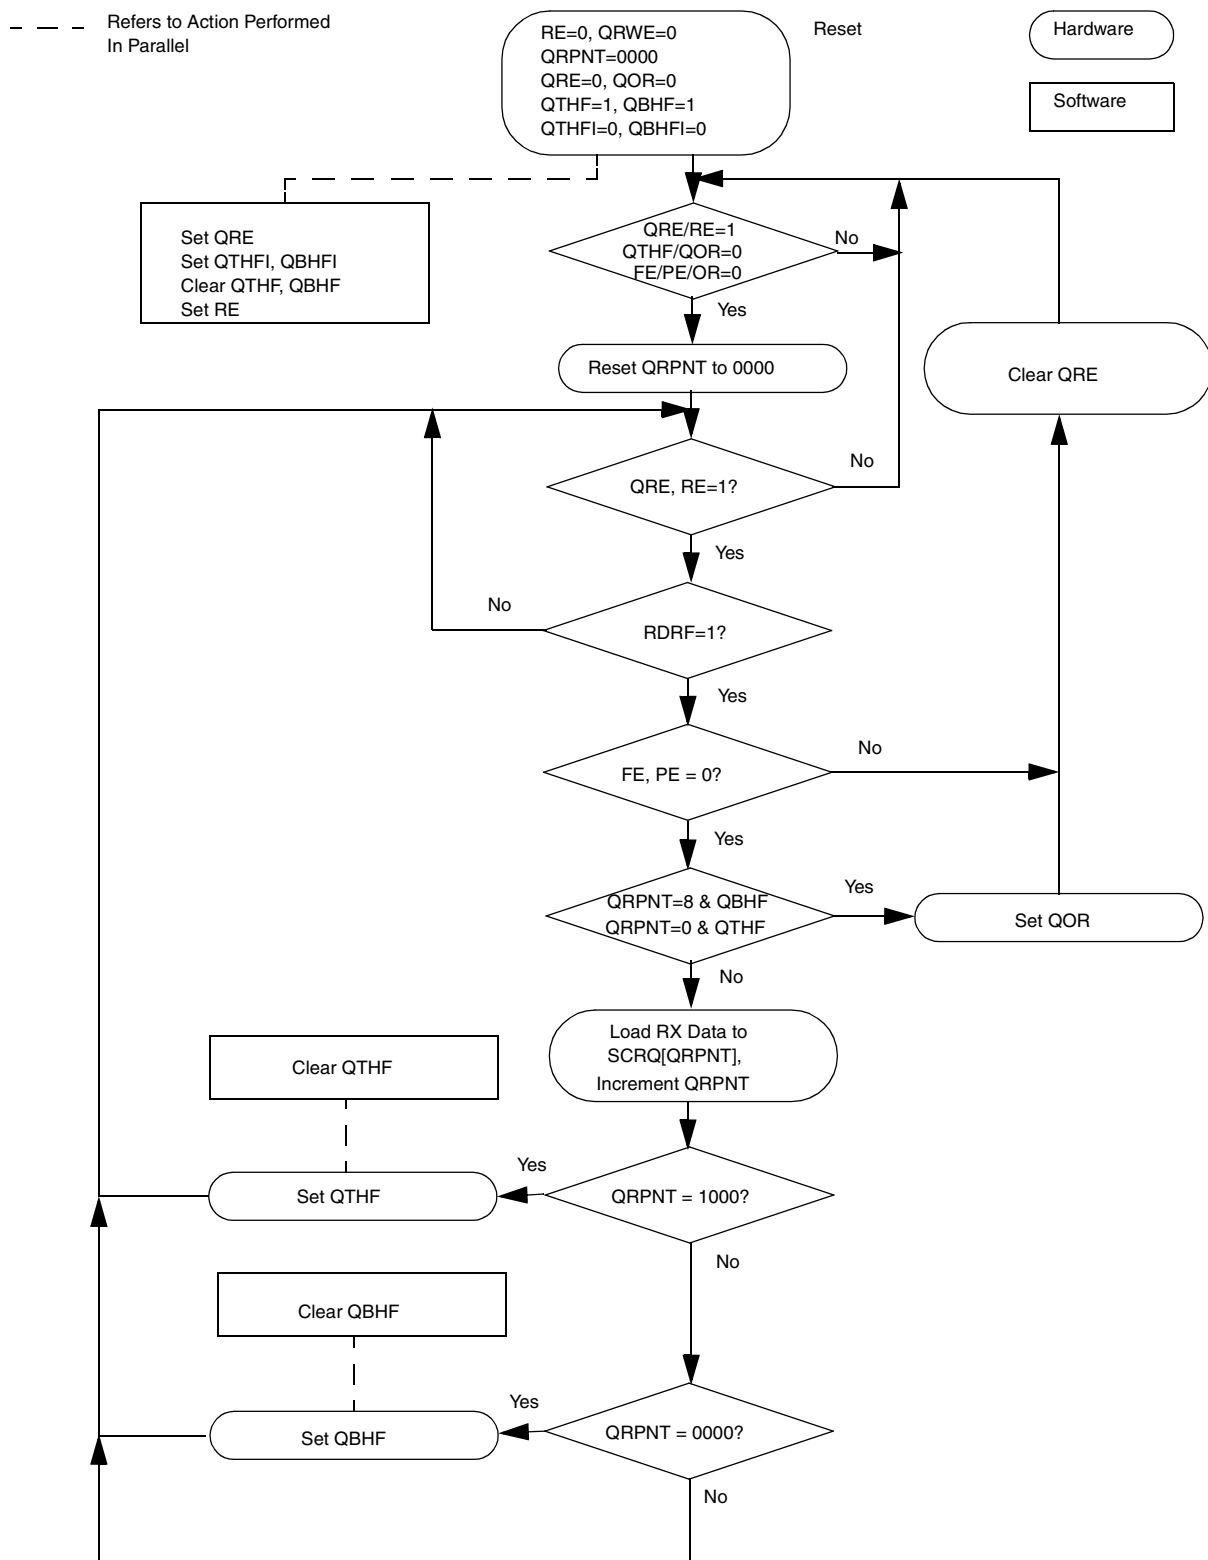 Refers to Action Performed
In Parallel
RE=0, QRWE=0
QRPNT=0000
QRE=0, QOR=0
QTHF=1, QBHF=1
QTHFI=0, QBHFI=0
Reset
Hardware
Software
Set QRE
Set QTHFI, QBHFI
Clear QTHF, QBHF
Set RE
QRE/RE=1
QTHF/QOR=0
FE/PE/OR=0
No
Yes
Reset QRPNT to 0000
Clear QRE
QRE, RE=1?
No
Yes
RDRF=1?
No
Yes
FE, PE = 0?
No
Yes
QRPNT=8 & QBHF
QRPNT=0 & QTHF
Yes
Set QOR
No
Load RX Data to
SCRQ[QRPNT],
Increment QRPNT
Clear QTHF
Set QTHF
Yes
QRPNT = 1000?
No
Clear QBHF
Set QBHF
Yes
QRPNT = 0000?
No